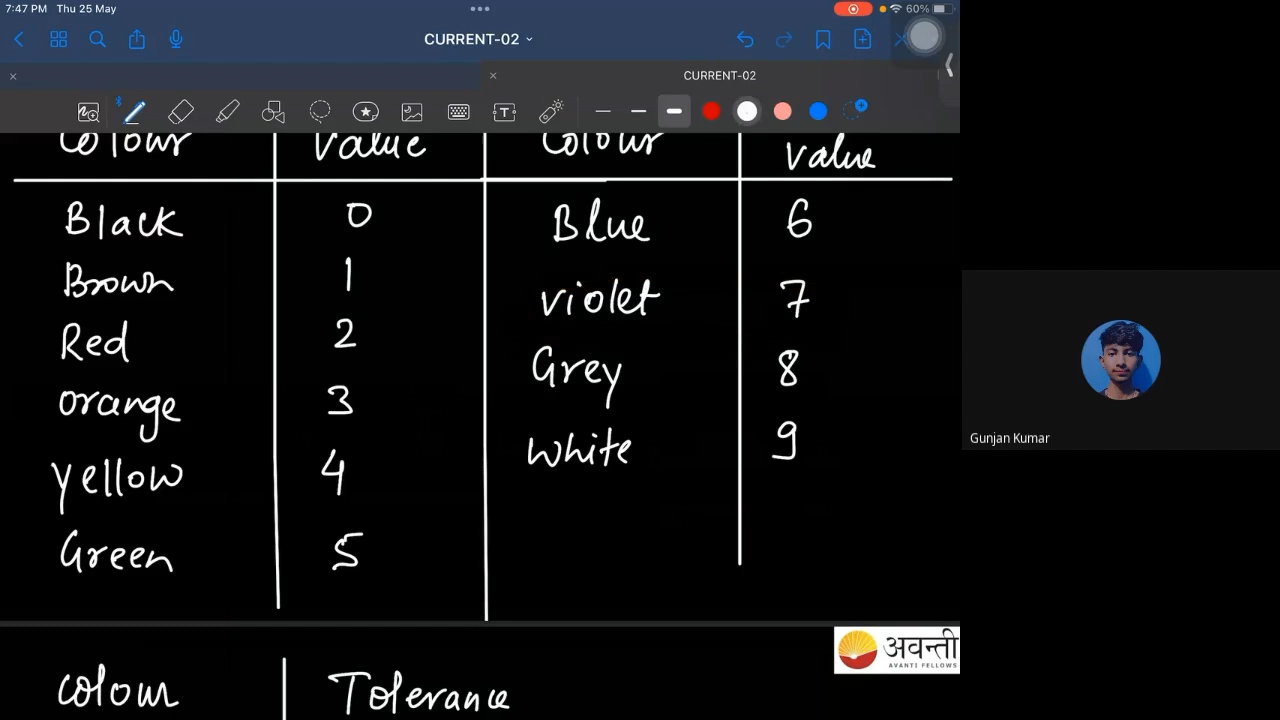 7:47 PM Thu 25 May
60%
CURRENT-02
CURRENT-02
Colour Value Colour Value
Black 0 Blue 6
Brown 1 violet 7
Red 2 Grey 8
orange 3 white 9
yellow 4
Green 5
अवन्ती
AVANTI FELLOWS
colour Tolerance
Gunjan Kumar